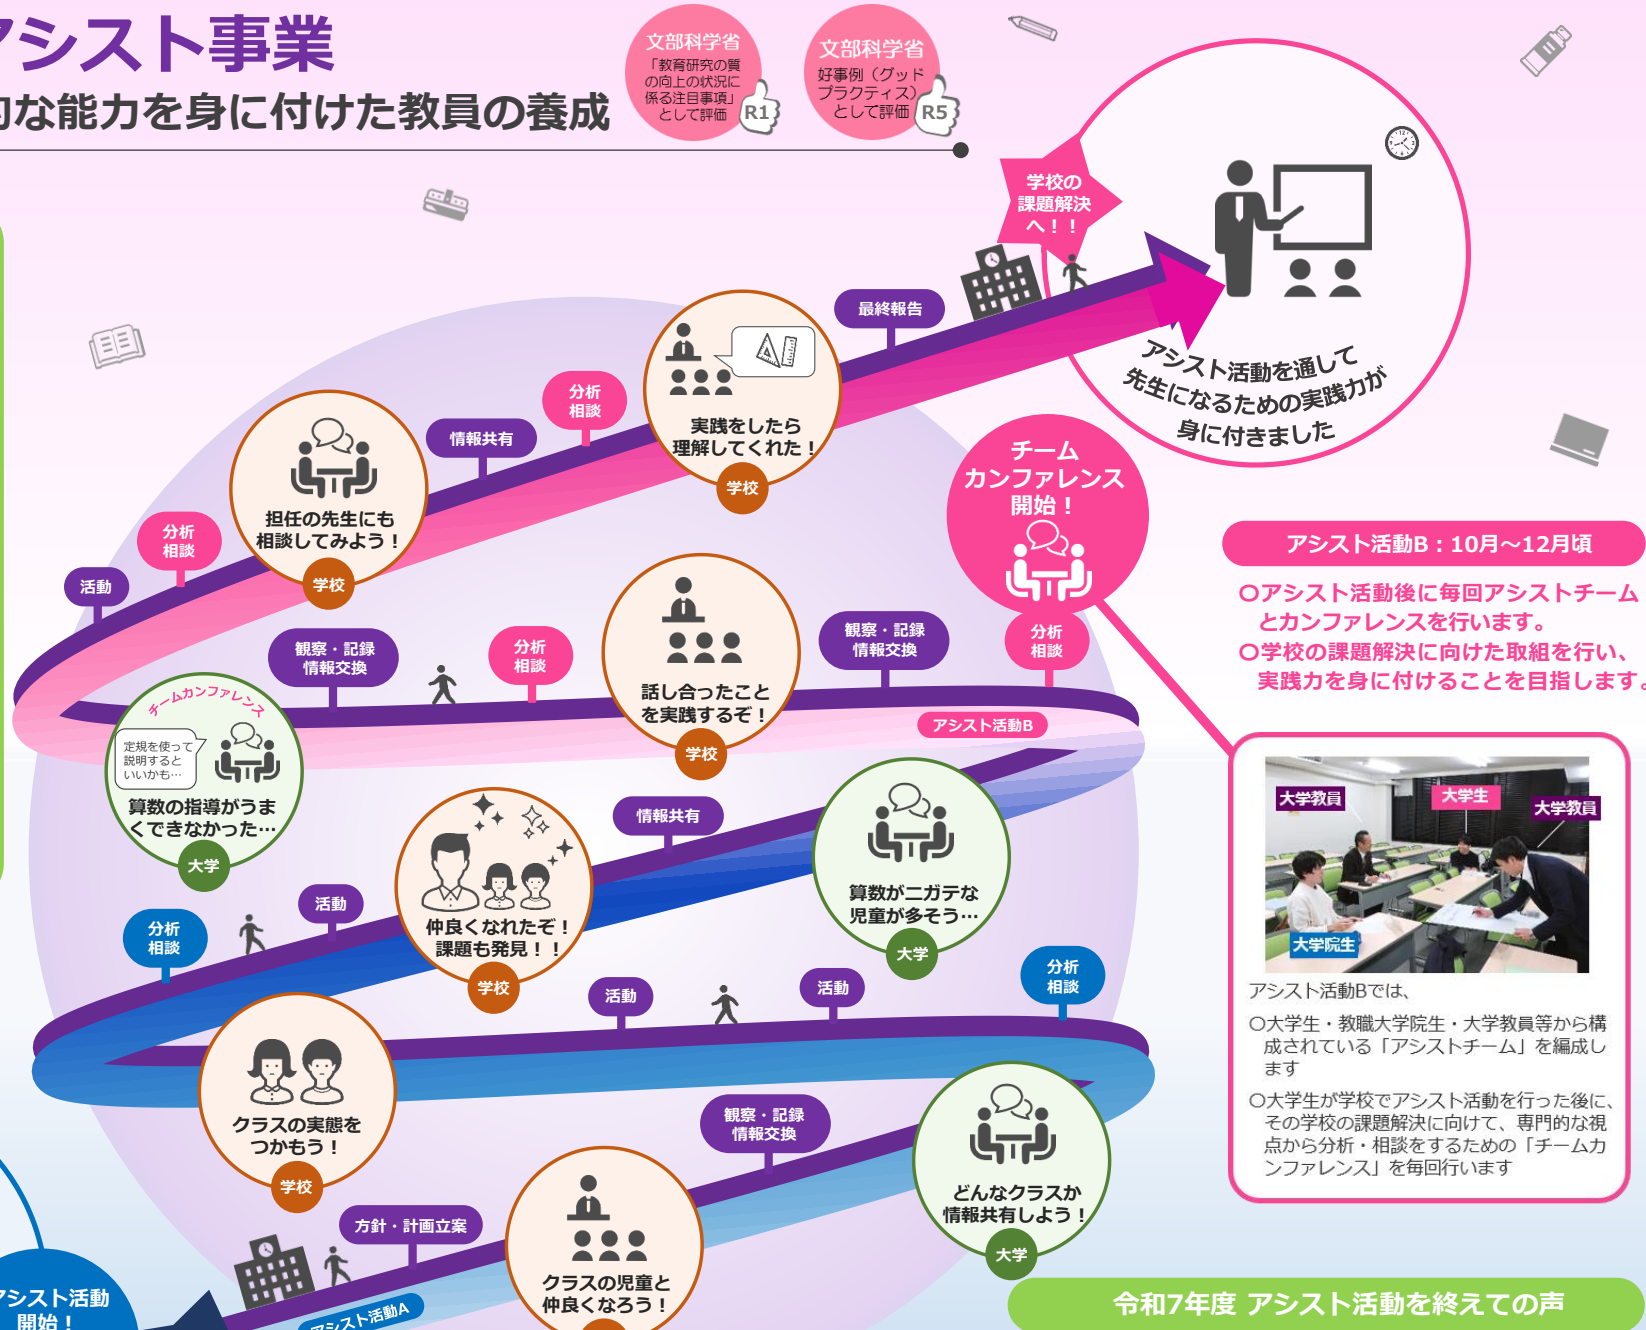 アシスト事業
的な能力を身に付けた教員の養成
文部科学省
「教育研究の質
の向上の状況に
係る注目事項」
として評価
R1
文部科学省
好事例（グッド
プラクティス）
として評価
R5
学校の
課題解決
へ！！
アシスト活動を通して
先生になるための実践力が
身に付きました
最終報告
実践をしたら
理解してくれた！
学校
分析
相談
情報共有
担任の先生にも
相談してみよう！
学校
分析
相談
活動
チーム
カンファレンス
開始！
分析
相談
観察・記録
情報交換
話し合ったこと
を実践するぞ！
学校
分析
相談
観察・記録
情報交換
アシスト活動B
チームカンファレンス
定規を使って
説明すると
いいかも…
算数の指導がうま
くできなかった…
大学
情報共有
算数がニガテな
児童が多そう…
大学
仲良くなれたぞ！
課題も発見！！
学校
活動
分析
相談
活動
活動
分析
相談
クラスの実態を
つかもう！
学校
観察・記録
情報交換
どんなクラスか
情報共有しよう！
大学
方針・計画立案
クラスの児童と
仲良くなろう！
アシスト活動A
アシスト活動
開始！
アシスト活動B：10月～12月頃
〇アシスト活動後に毎回アシストチーム
とカンファレンスを行います。
〇学校の課題解決に向けた取組を行い、
実践力を身に付けることを目指します。
大学教員
大学生
大学教員
大学院生
アシスト活動Bでは、
〇大学生・教職大学院生・大学教員等から構
成されている「アシストチーム」を編成し
ます
〇大学生が学校でアシスト活動を行った後に、
その学校の課題解決に向けて、専門的な視
点から分析・相談をするための「チームカ
ンファレンス」を毎回行います
令和7年度 アシスト活動を終えての声